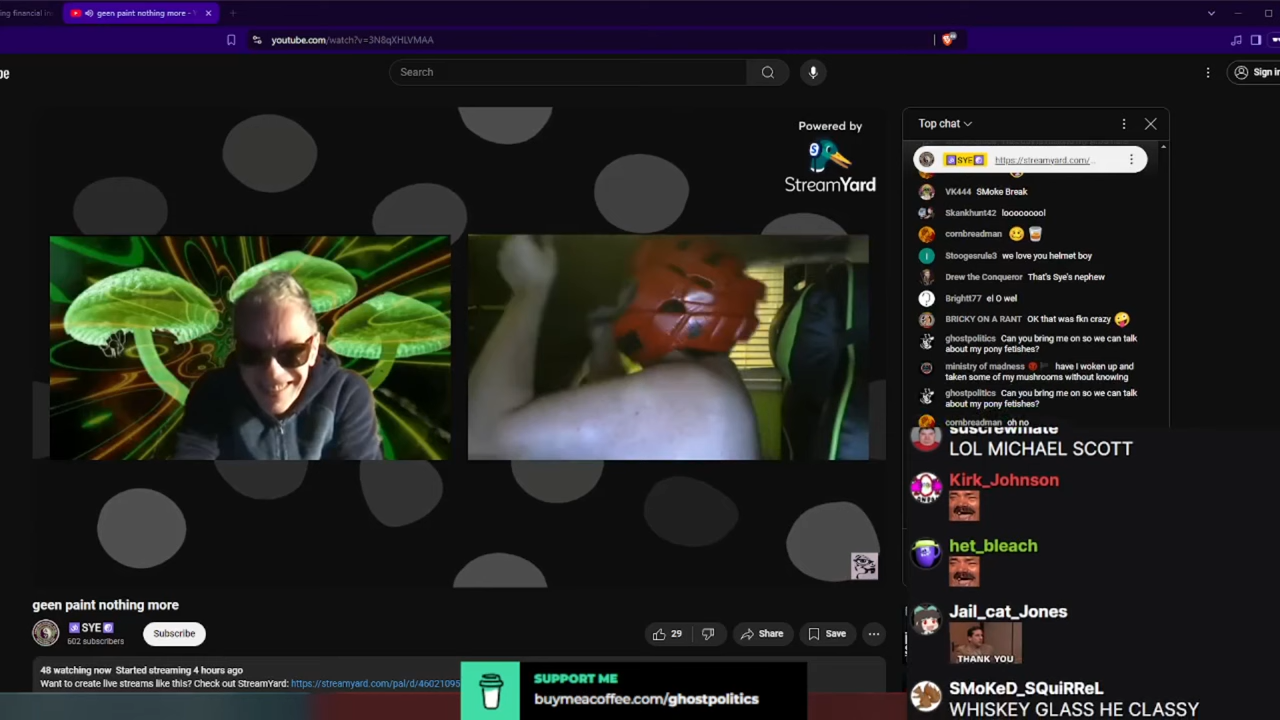 geen paint nothing more -
youtube.com/watch?v=3N8qXHLVMAA
Search
Sign in
Powered by
StreamYard
Top chat
SYE https://streamyard.com/...
VK444 SMoke Break
Skankhunt42 looooooool
cornbreadman
Stoogesrule3 we love you helmet boy
Drew the Conqueror That's Sye's nephew
Brightt77 el O wel
BRICKY ON A RANT OK that was fkn crazy
ghostpolitics Can you bring me on so we can talk
about my pony fetishes?
ministry of madness have I woken up and
taken some of my mushrooms without knowing
ghostpolitics Can you bring me on so we can talk
about my pony fetishes?
cornbreadman oh no
LOL MICHAEL SCOTT
Kirk_Johnson
het_bleach
Jail_cat_Jones
THANK YOU
SMoKeD_SQuiRReL
WHISKEY GLASS HE CLASSY
geen paint nothing more
SYE
602 subscribers
Subscribe
29
Share
Save
48 watching now Started streaming 4 hours ago
Want to create live streams like this? Check out StreamYard: https://streamyard.com/pal/d/46021095
SUPPORT ME
buymeacoffee.com/ghostpolitics